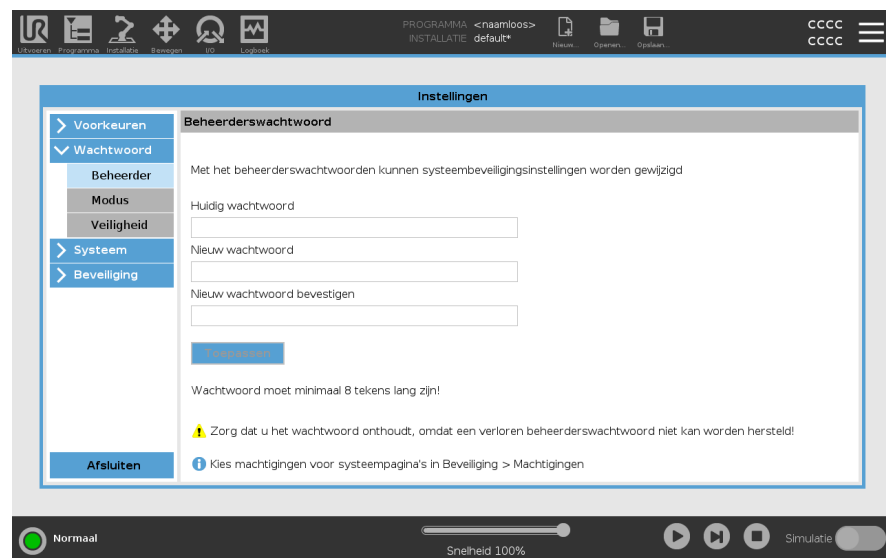 PROGRAMMA <naamloos>
INSTALLATIE default*
CCCC
CCCC
Uitvoeren Programma Installatie Bewegen I/O Logboek Nieuw... Openen... Opslaan...
Instellingen
Voorkeuren
Wachtwoord
Beheerder
Modus
Veiligheid
Systeem
Beveiliging
Afsluiten
Beheerderswachtwoord
Met het beheerderswachtwoorden kunnen systeembeveiligingsinstellingen worden gewijzigd
Huidig wachtwoord
Nieuw wachtwoord
Nieuw wachtwoord bevestigen
Toepassen
Wachtwoord moet minimaal 8 tekens lang zijn!
Zorg dat u het wachtwoord onthoudt, omdat een verloren beheerderswachtwoord niet kan worden hersteld!
Kies machtigingen voor systeempagina's in Beveiliging > Machtigingen
Normaal
Snelheid 100%
Simulatie